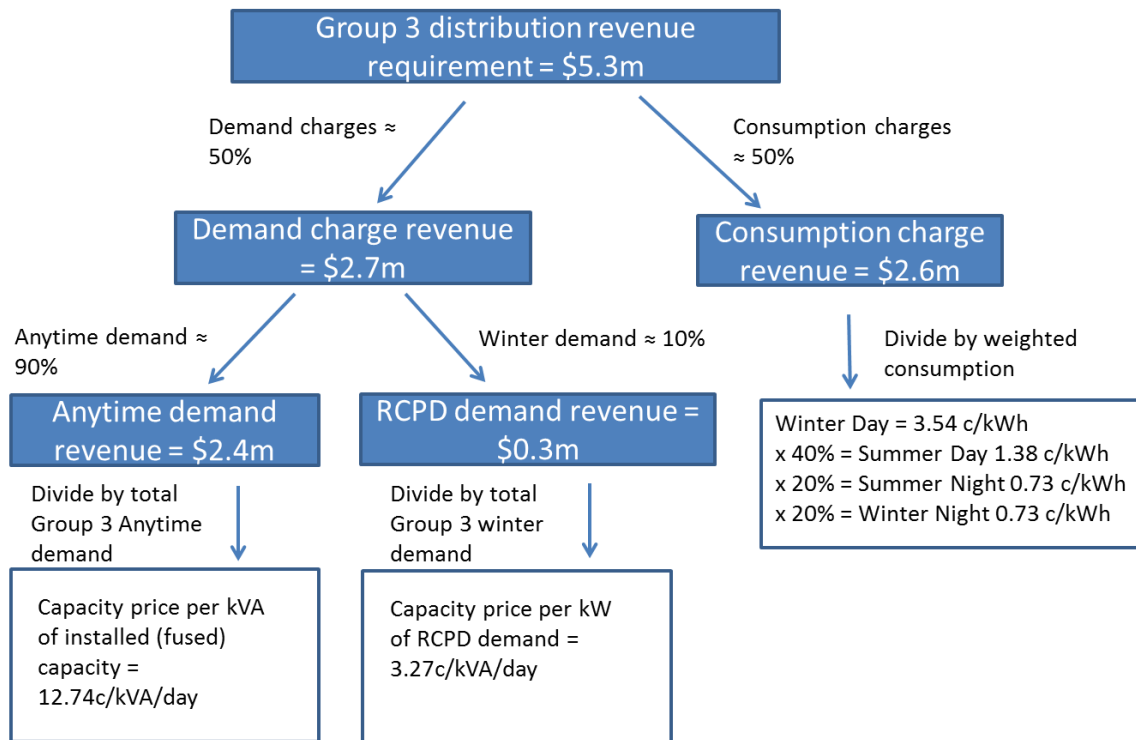 Group 3 distribution revenue
requirement = $5.3m
Demand charges ≈
50%
Consumption charges
≈ 50%
Demand charge revenue
= $2.7m
Consumption charge
revenue = $2.6m
Anytime demand ≈
90%
Winter demand ≈ 10%
Divide by weighted
consumption
Anytime demand
revenue = $2.4m
RCPD demand revenue =
$0.3m
Winter Day = 3.54 c/kWh
x 40% = Summer Day 1.38 c/kWh
x 20% = Summer Night 0.73 c/kWh
x 20% = Winter Night 0.73 c/kWh
Divide by total
Group 3 Anytime
demand
Divide by total
Group 3 winter
demand
Capacity price per kVA
of installed (fused)
capacity =
12.74c/kVA/day
Capacity price per kW
of RCPD demand =
3.27c/kVA/day